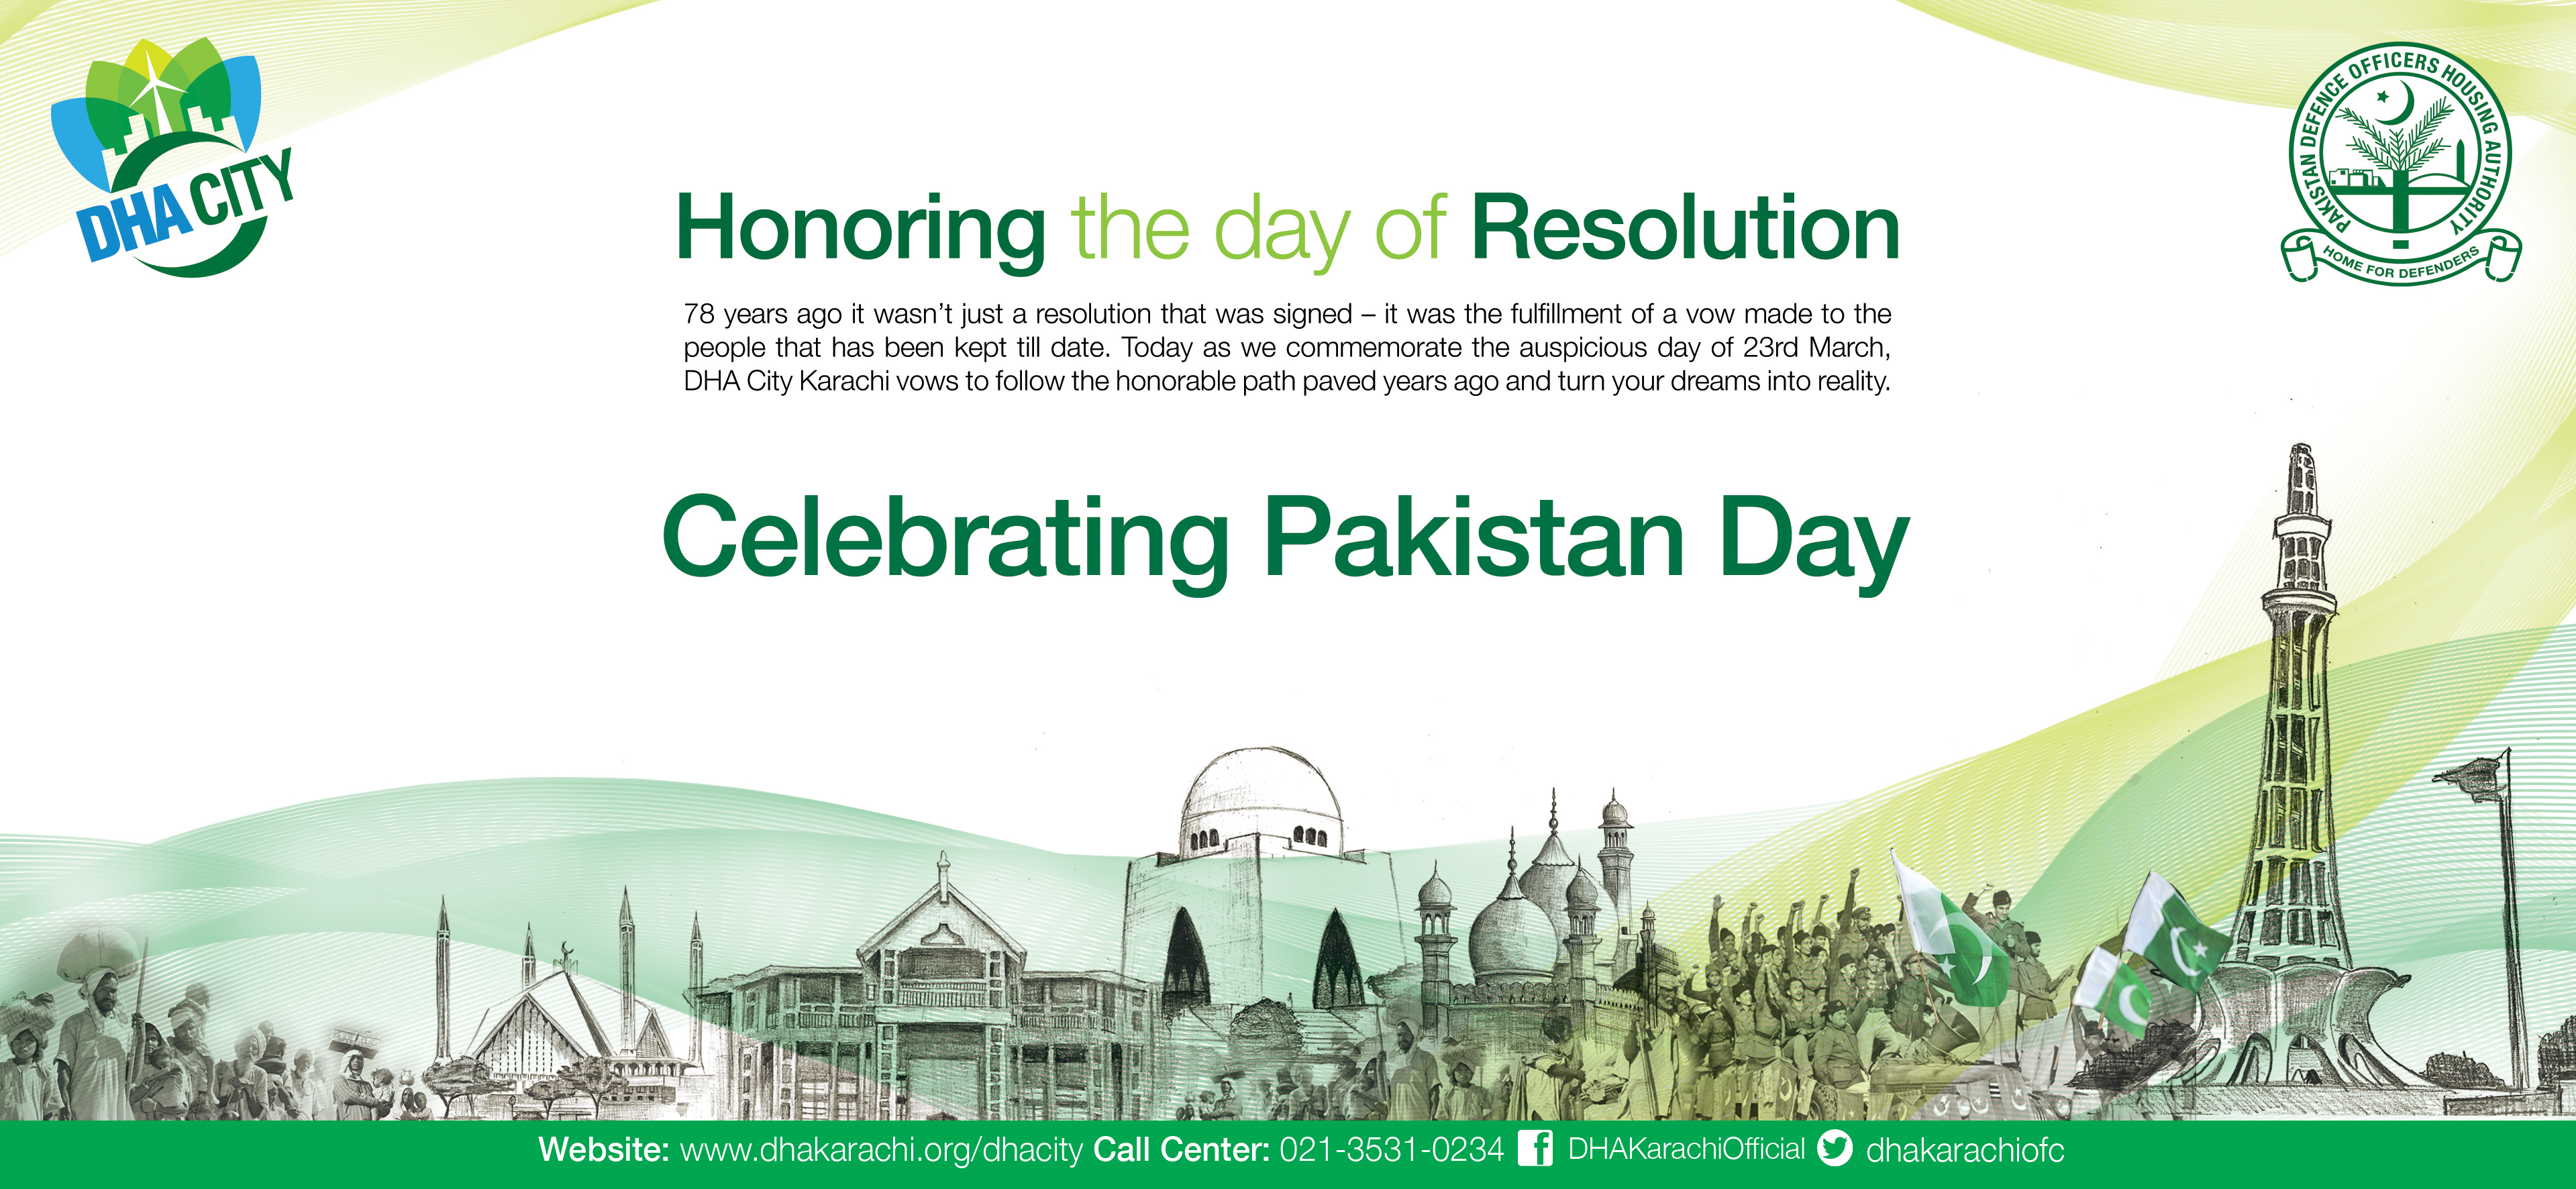 DHA CITY
PAKISTAN DEFENCE OFFICERS HOUSING AUTHORITY
HOME FOR DEFENDERS
Honoring the day of Resolution
78 years ago it wasn’t just a resolution that was signed – it was the fulfillment of a vow made to the
people that has been kept till date. Today as we commemorate the auspicious day of 23rd March,
DHA City Karachi vows to follow the honorable path paved years ago and turn your dreams into reality.
Celebrating Pakistan Day
Website: www.dhakarachi.org/dhacity Call Center: 021-3531-0234 DHAKarachiOfficial dhakarachiofc